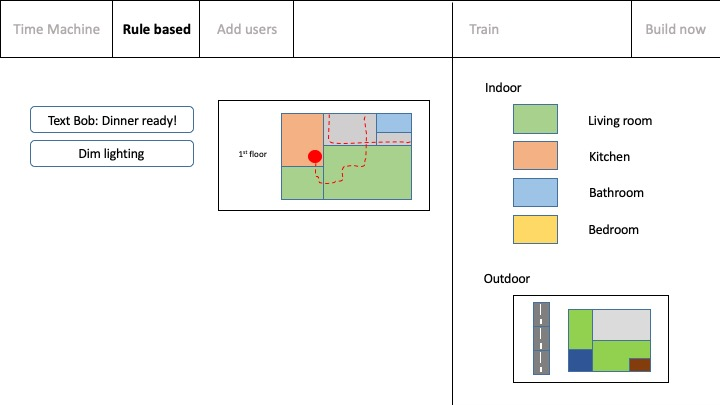 Time Machine
Rule based
Add users
Train
Build now
Text Bob: Dinner ready!
Dim lighting
1st floor
Indoor
Living room
Kitchen
Bathroom
Bedroom
Outdoor